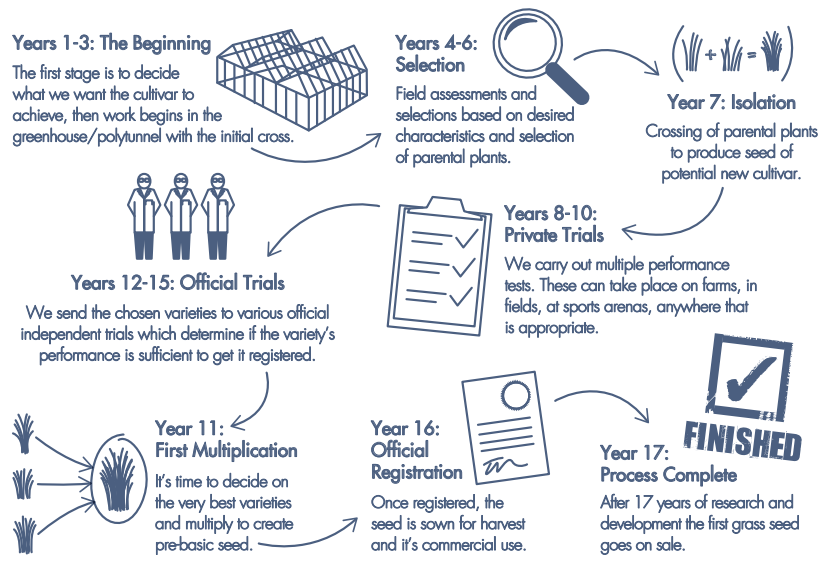 Years 1-3: The Beginning
The first stage is to decide
what we want the cultivar to
achieve, then work begins in the
greenhouse/polytunnel with the initial cross.
Years 4-6:
Selection
Field assessments and
selections based on desired
characteristics and selection
of parental plants.
Year 7: Isolation
Crossing of parental plants
to produce seed of
potential new cultivar.
Years 8-10:
Private Trials
We carry out multiple performance
tests. These can take place on farms, in
fields, at sports arenas, anywhere that
is appropriate.
Years 12-15: Official Trials
We send the chosen varieties to various official
independent trials which determine if the variety's
performance is sufficient to get it registered.
Year 11:
First Multiplication
It's time to decide on
the very best varieties
and multiply to create
pre-basic seed.
Year 16:
Official
Registration
Once registered, the
seed is sown for harvest
and it's commercial use.
FINISHED
Year 17:
Process Complete
After 17 years of research and
development the first grass seed
goes on sale.